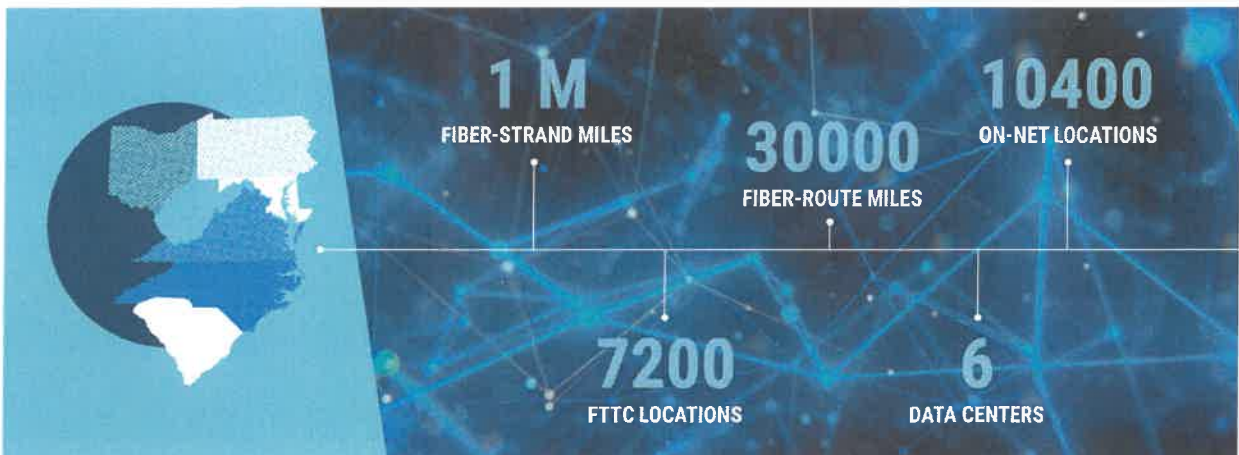 1 M
FIBER-STRAND MILES
7200
FTTC LOCATIONS
30000
FIBER-ROUTE MILES
6
DATA CENTERS
10400
ON-NET LOCATIONS